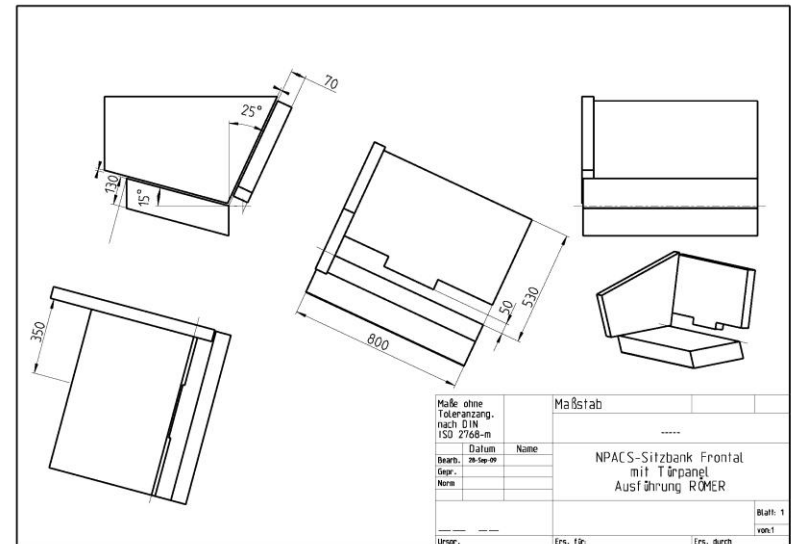 70
25°
130
15°
350
800
50
530
Maße ohne
Toleranzang.
nach DIN
ISO 2768-m
Maßstab
-----
Datum Name
Bearb. 28-Sep-09
Gepr.
Norm
NPACS-Sitzbank Frontal
mit Türpanel
Ausführung RÖMER
Blatt: 1
von:1
Urspr. Ers. für: Ers. durch